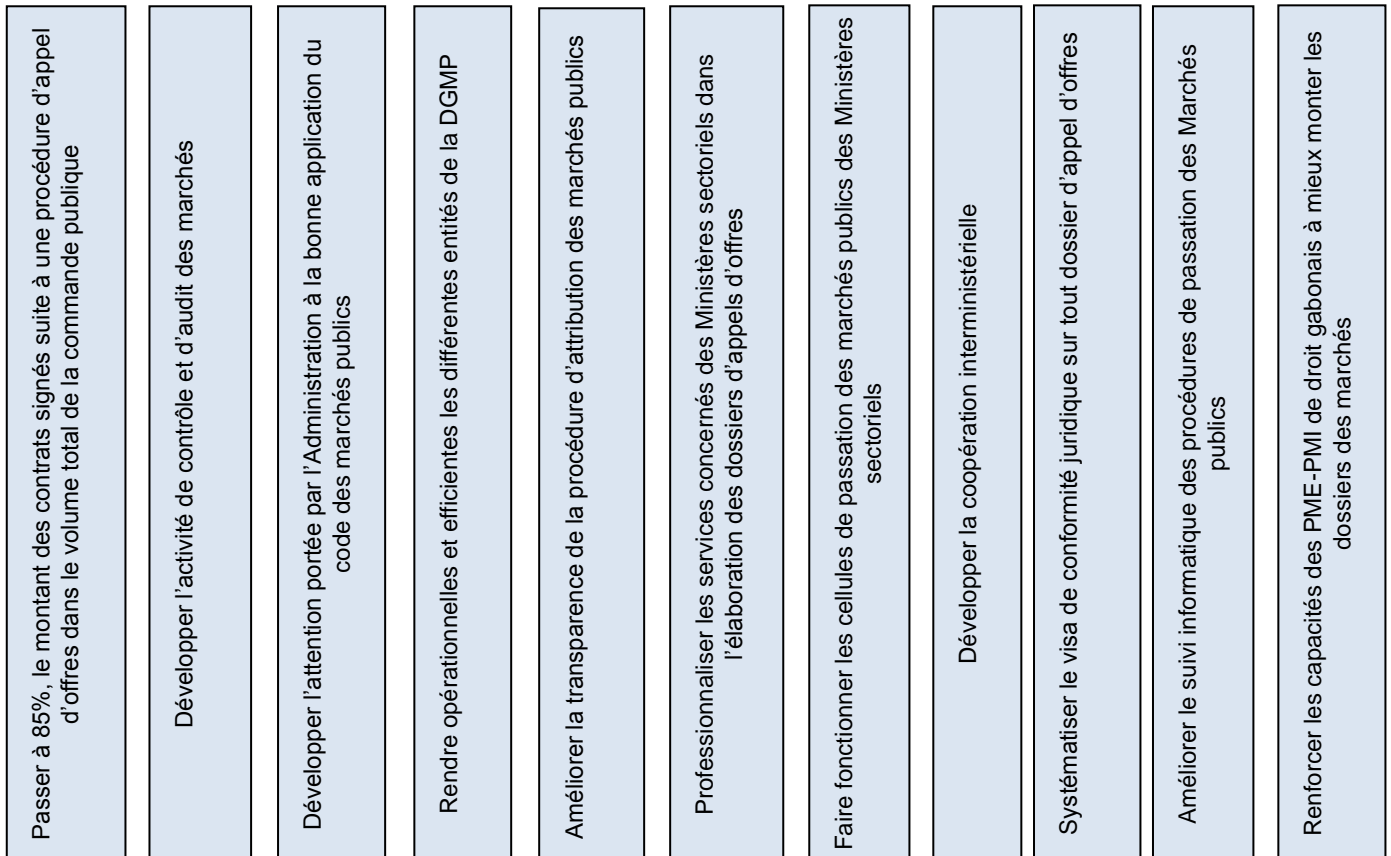 Passer à 85%, le montant des contrats signés suite à une procédure d’appel
d’offres dans le volume total de la commande publique
Développer l’activité de contrôle et d’audit des marchés
Développer l’attention portée par l’Administration à la bonne application du
code des marchés publics
Rendre opérationnelles et efficientes les différentes entités de la DGMP
Améliorer la transparence de la procédure d’attribution des marchés publics
Professionnaliser les services concernés des Ministères sectoriels dans
l’élaboration des dossiers d’appels d’offres
Faire fonctionner les cellules de passation des marchés publics des Ministères
sectoriels
Développer la coopération interministérielle
Systématiser le visa de conformité juridique sur tout dossier d’appel d’offres
Améliorer le suivi informatique des procédures de passation des Marchés
publics
Renforcer les capacités des PME-PMI de droit gabonais à mieux monter les
dossiers des marchés